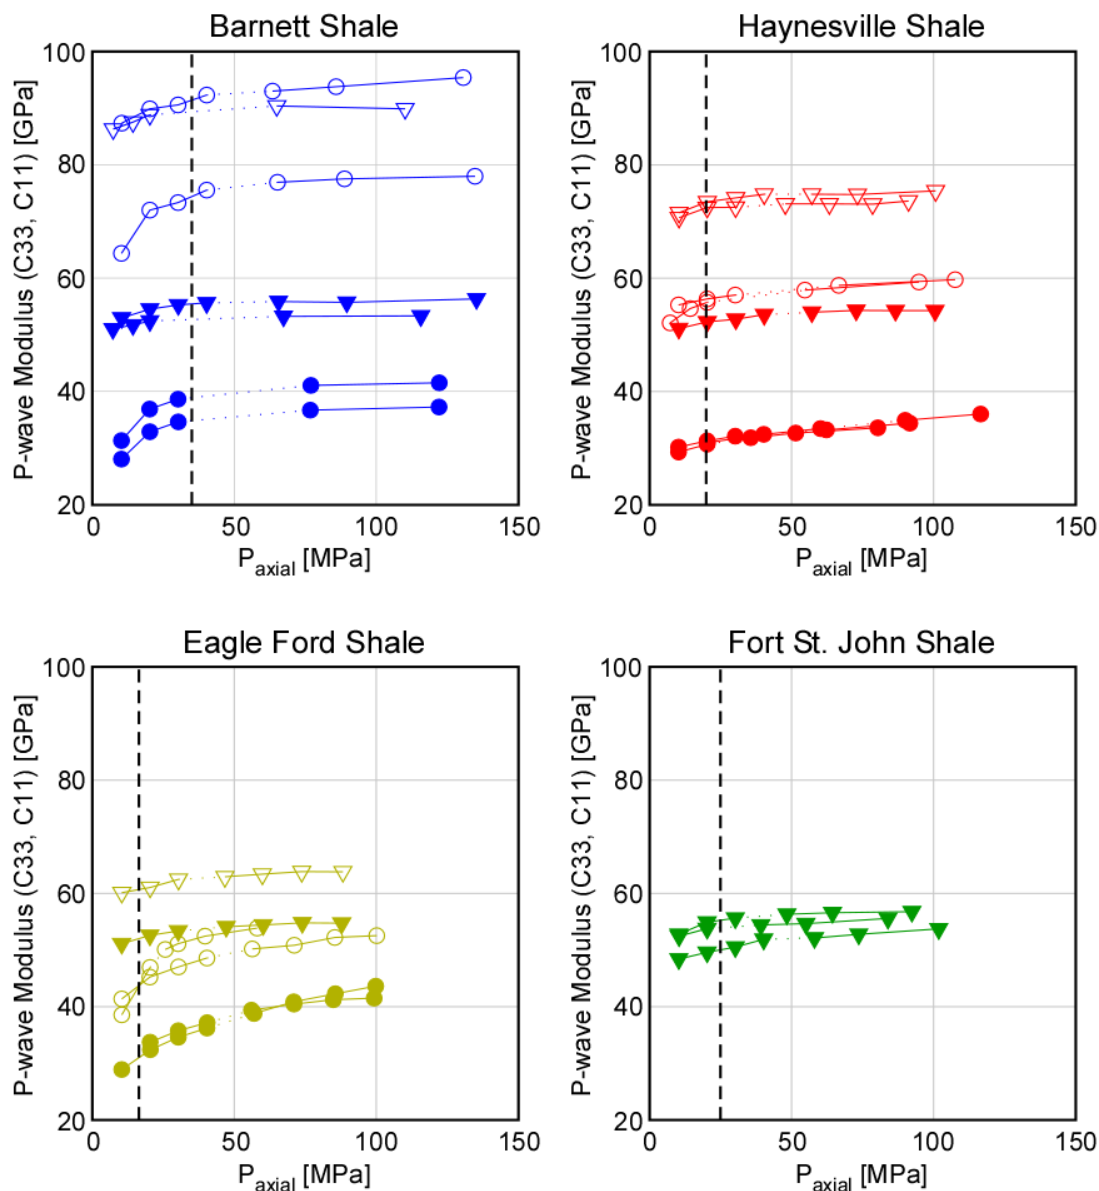 Barnett Shale
100
80
60
40
20
P-wave Modulus (C33, C11) [GPa]
0 50 100 150
Paxial [MPa]
Haynesville Shale
100
80
60
40
20
P-wave Modulus (C33, C11) [GPa]
0 50 100 150
Paxial [MPa]
Eagle Ford Shale
100
80
60
40
20
P-wave Modulus (C33, C11) [GPa]
0 50 100 150
Paxial [MPa]
Fort St. John Shale
100
80
60
40
20
P-wave Modulus (C33, C11) [GPa]
0 50 100 150
Paxial [MPa]